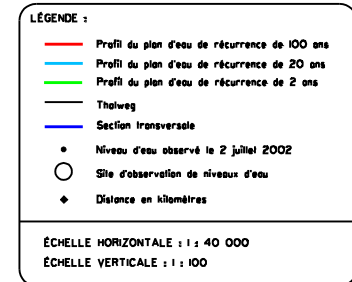 LÉGENDE :
Profil du plan d'eau de récurrence de 100 ans
Profil du plan d'eau de récurrence de 20 ans
Profil du plan d'eau de récurrence de 2 ans
Thalweg
Section transversale
Niveau d'eau observé le 2 juillet 2002
Site d'observation de niveaux d'eau
Distance en kilomètres
ÉCHELLE HORIZONTALE : 1 : 40 000
ÉCHELLE VERTICALE : 1 : 100